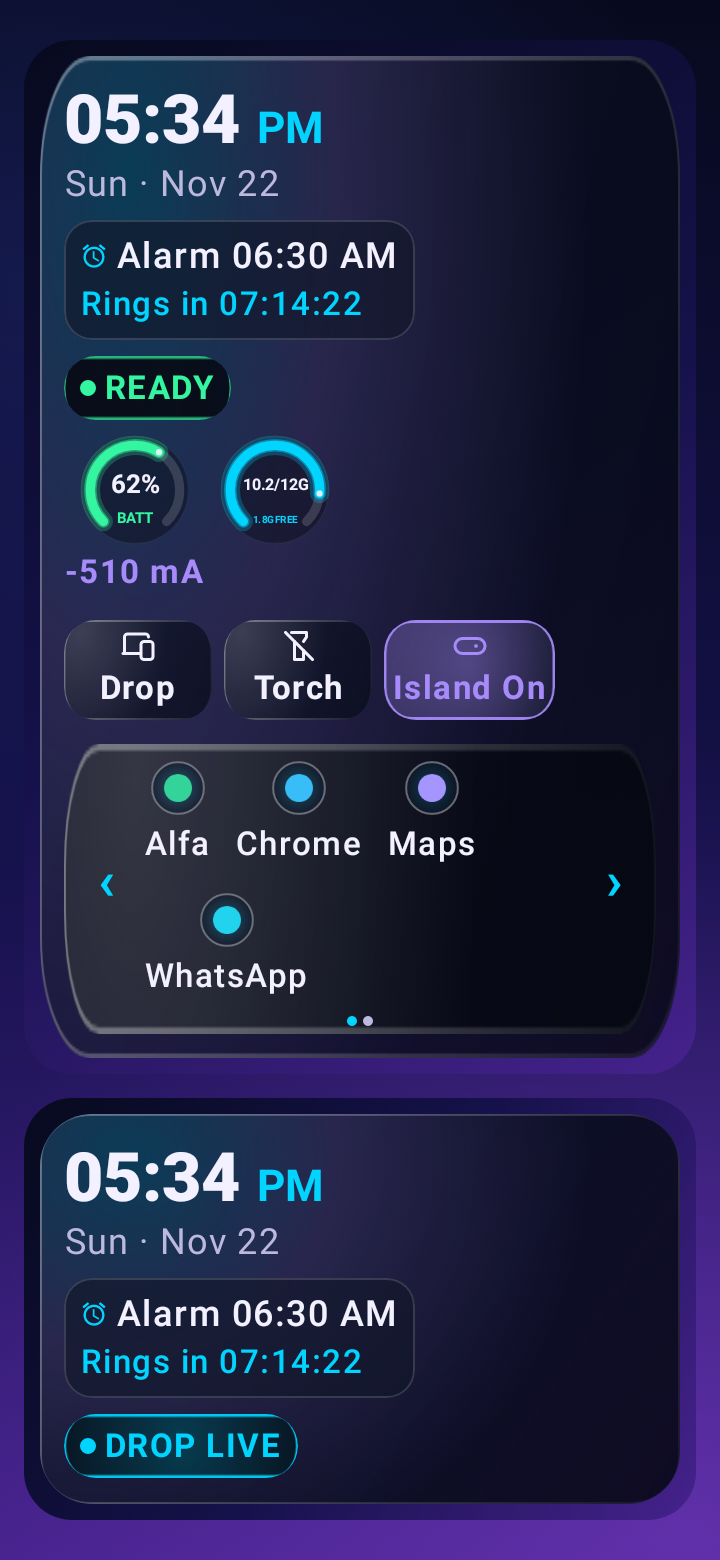 05:34 PM
Sun · Nov 22
Alarm 06:30 AM
Rings in 07:14:22
READY
62%
BATT
10.2/12G
1.8G FREE
-510 mA
Drop
Torch
Island On
Alfa
Chrome
Maps
‹
›
WhatsApp
05:34 PM
Sun · Nov 22
Alarm 06:30 AM
Rings in 07:14:22
DROP LIVE